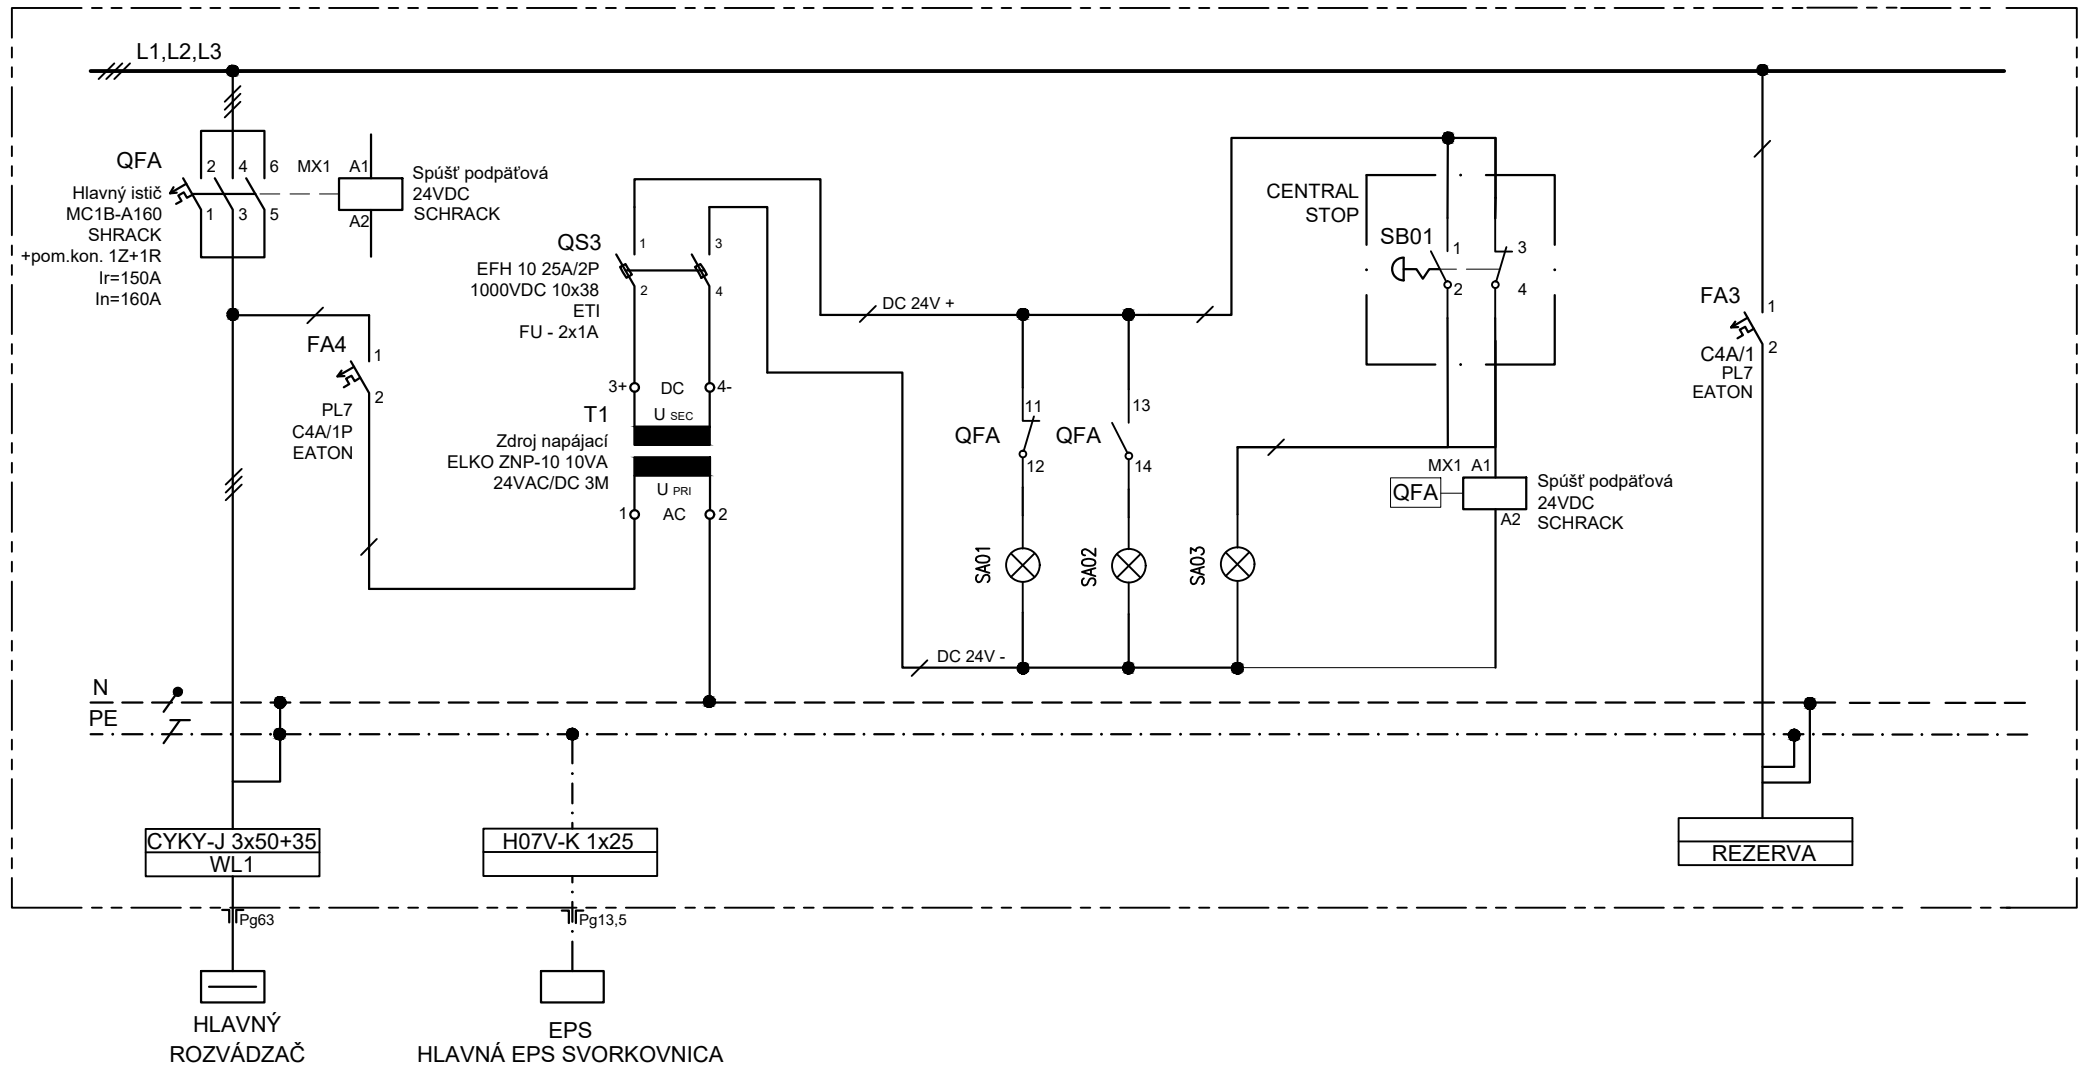 L1,L2,L3
QFA
Hlavný istič
MC1B-A160
SHRACK
+pom.kon. 1Z+1R
Ir=150A
In=160A
2 4 6
1 3 5
MX1 A1
A2
Spúšť podpäťová
24VDC
SCHRACK
FA4
1
2
PL7
C4A/1P
EATON
QS3
EFH 10 25A/2P
1000VDC 10x38
ETI
FU - 2x1A
1 3
2 4
3+ DC 4-
U SEC
T1
Zdroj napájací
ELKO ZNP-10 10VA
24VAC/DC 3M
U PRI
1 AC 2
DC 24V +
DC 24V -
QFA
11
12
QFA
13
14
SA01
SA02
SA03
CENTRAL
STOP
SB01
1 3
2 4
MX1 A1
QFA
A2
Spúšť podpäťová
24VDC
SCHRACK
FA3
1
2
C4A/1
PL7
EATON
N
PE
CYKY-J 3x50+35
WL1
H07V-K 1x25
REZERVA
Pg63
Pg13,5
HLAVNÝ
ROZVÁDZAČ
EPS
HLAVNÁ EPS SVORKOVNICA